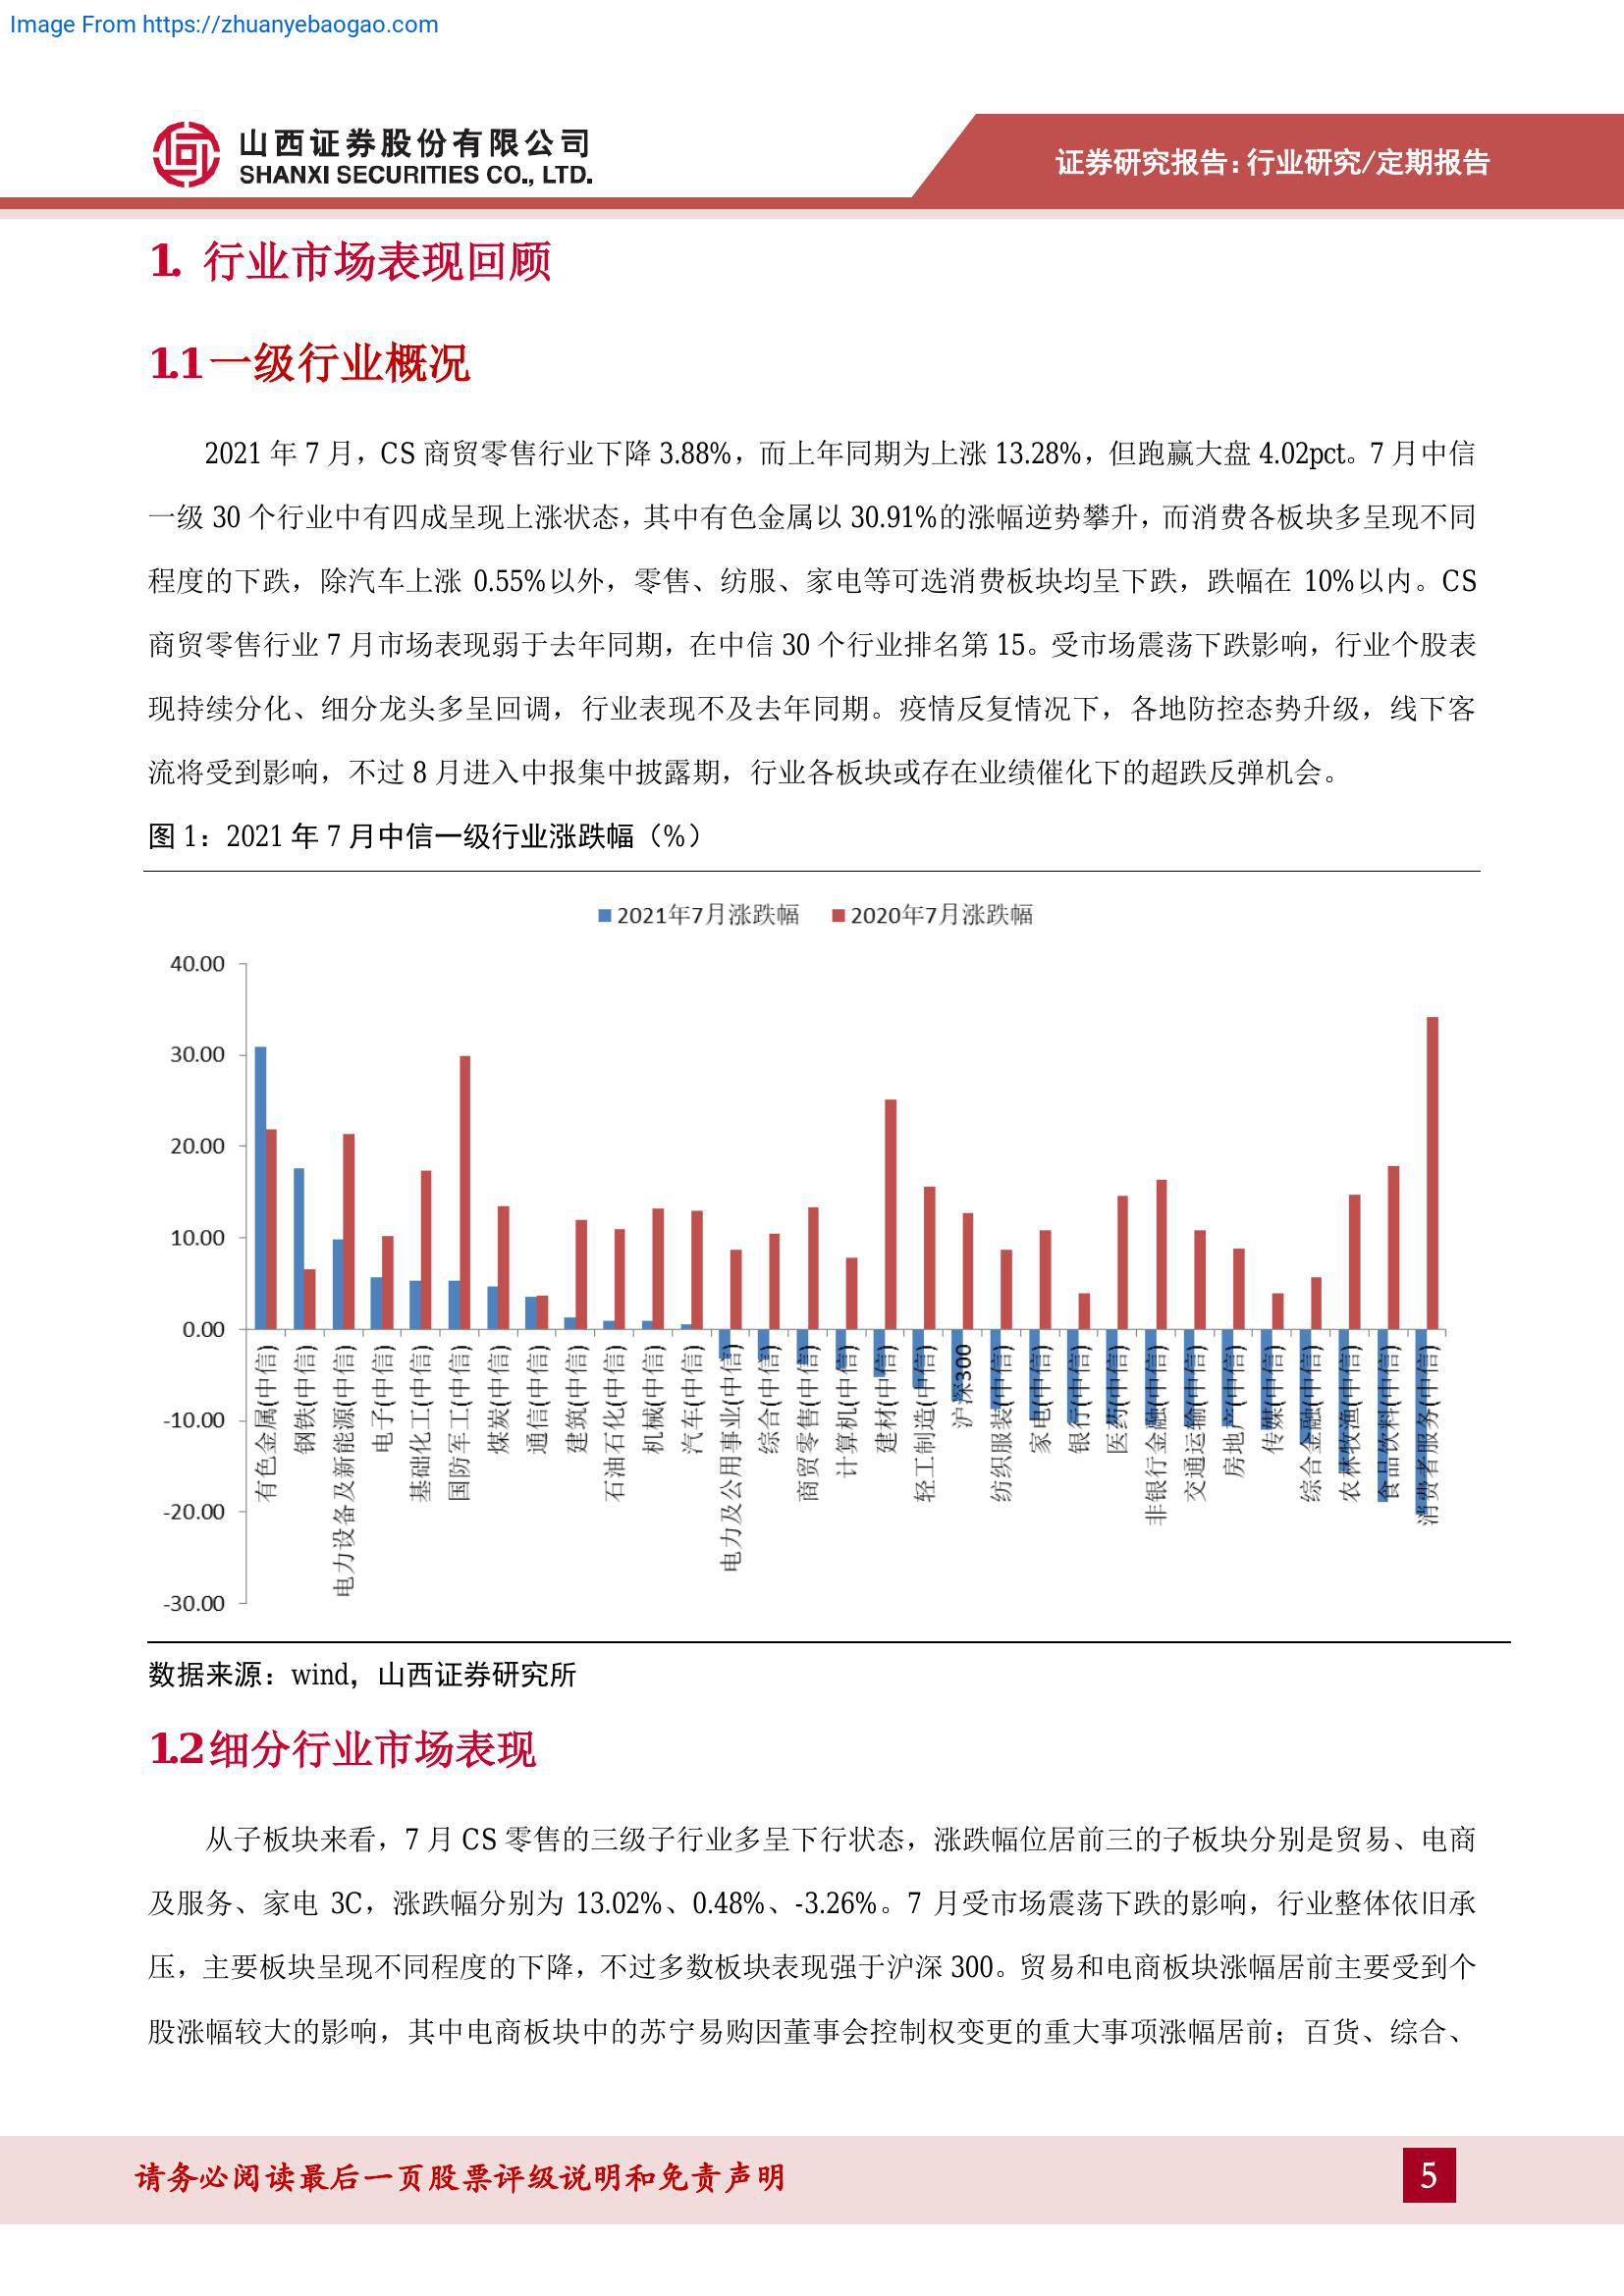 Image From https://zhuanyebaogao.com
山西证券股份有限公司
SHANXI SECURITIES CO., LTD.
证券研究报告：行业研究/定期报告
1. 行业市场表现回顾
1.1 一级行业概况
2021 年 7 月，CS 商贸零售行业下降 3.88%，而上年同期为上涨 13.28%，但跑赢大盘 4.02pct。7 月中信
一级 30 个行业中有四成呈现上涨状态，其中有色金属以 30.91%的涨幅逆势攀升，而消费各板块多呈现不同
程度的下跌，除汽车上涨 0.55%以外，零售、纺服、家电等可选消费板块均呈下跌，跌幅在 10%以内。CS
商贸零售行业 7 月市场表现弱于去年同期，在中信 30 个行业排名第 15。受市场震荡下跌影响，行业个股表
现持续分化、细分龙头多呈回调，行业表现不及去年同期。疫情反复情况下，各地防控态势升级，线下客
流将受到影响，不过 8 月进入中报集中披露期，行业各板块或存在业绩催化下的超跌反弹机会。
图 1：2021 年 7 月中信一级行业涨跌幅（%）
2021年7月涨跌幅 2020年7月涨跌幅
40.00
30.00
20.00
10.00
0.00
-10.00
-20.00
-30.00
有色金属(中信)
钢铁(中信)
电力设备及新能源(中信)
电子(中信)
基础化工(中信)
国防军工(中信)
煤炭(中信)
通信(中信)
建筑(中信)
石油石化(中信)
机械(中信)
汽车(中信)
电力及公用事业(中信)
综合(中信)
商贸零售(中信)
计算机(中信)
建材(中信)
轻工制造(中信)
沪深300
纺织服装(中信)
家电(中信)
银行(中信)
医药(中信)
非银行金融(中信)
交通运输(中信)
房地产(中信)
传媒(中信)
综合金融(中信)
农林牧渔(中信)
食品饮料(中信)
消费者服务(中信)
数据来源：wind，山西证券研究所
1.2 细分行业市场表现
从子板块来看，7 月 CS 零售的三级子行业多呈下行状态，涨跌幅位居前三的子板块分别是贸易、电商
及服务、家电 3C，涨跌幅分别为 13.02%、0.48%、-3.26%。7 月受市场震荡下跌的影响，行业整体依旧承
压，主要板块呈现不同程度的下降，不过多数板块表现强于沪深 300。贸易和电商板块涨幅居前主要受到个
股涨幅较大的影响，其中电商板块中的苏宁易购因董事会控制权变更的重大事项涨幅居前；百货、综合、
请务必阅读最后一页股票评级说明和免责声明
5